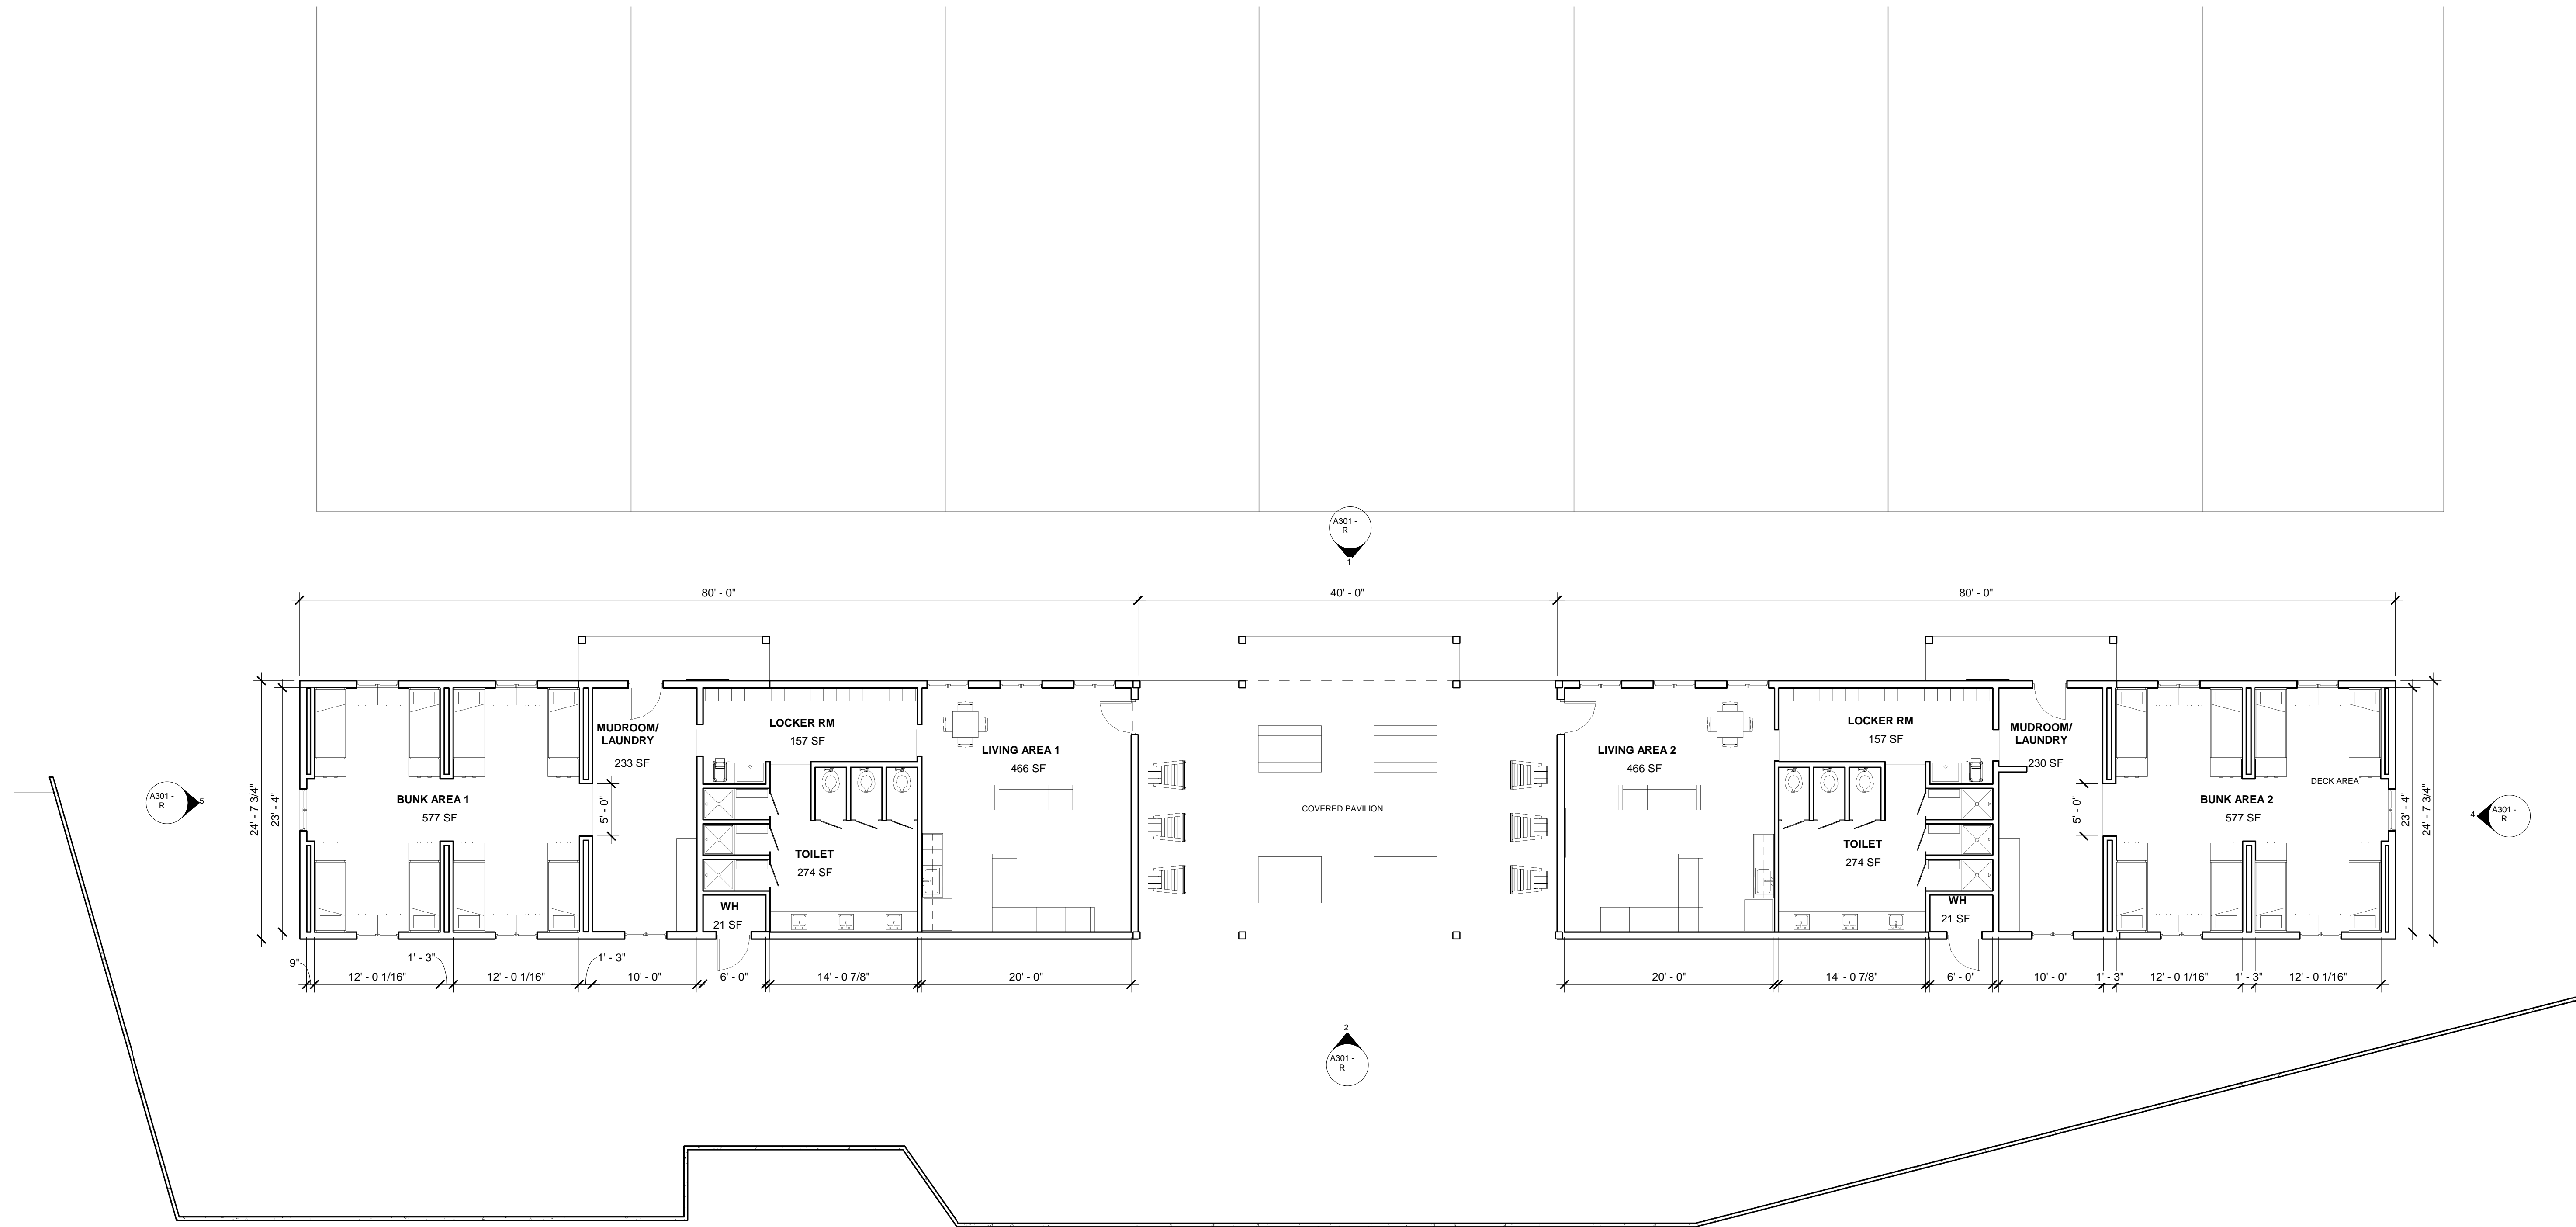 A301 -
R
1
80' - 0"
40' - 0"
80' - 0"
24' - 7 3/4"
23' - 4"
A301 -
R
5
BUNK AREA 1
577 SF
5' - 0"
MUDROOM/
LAUNDRY
233 SF
LOCKER RM
157 SF
TOILET
274 SF
WH
21 SF
LIVING AREA 1
466 SF
COVERED PAVILION
LIVING AREA 2
466 SF
LOCKER RM
157 SF
TOILET
274 SF
WH
21 SF
MUDROOM/
LAUNDRY
230 SF
5' - 0"
DECK AREA
BUNK AREA 2
577 SF
23' - 4"
24' - 7 3/4"
4
A301 -
R
9"
12' - 0 1/16"
1' - 3"
12' - 0 1/16"
1' - 3"
10' - 0"
6' - 0"
14' - 0 7/8"
20' - 0"
20' - 0"
14' - 0 7/8"
6' - 0"
10' - 0"
1' - 3"
12' - 0 1/16"
1' - 3"
12' - 0 1/16"
2
A301 -
R